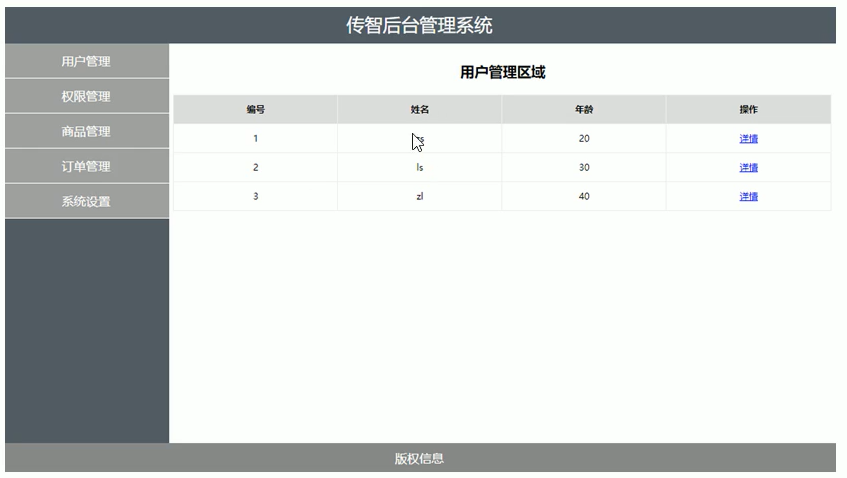 传智后台管理系统
用户管理
权限管理
商品管理
订单管理
系统设置
用户管理区域
编号 姓名 年龄 操作
1 20 详情
2 ls 30 详情
3 zl 40 详情
版权信息